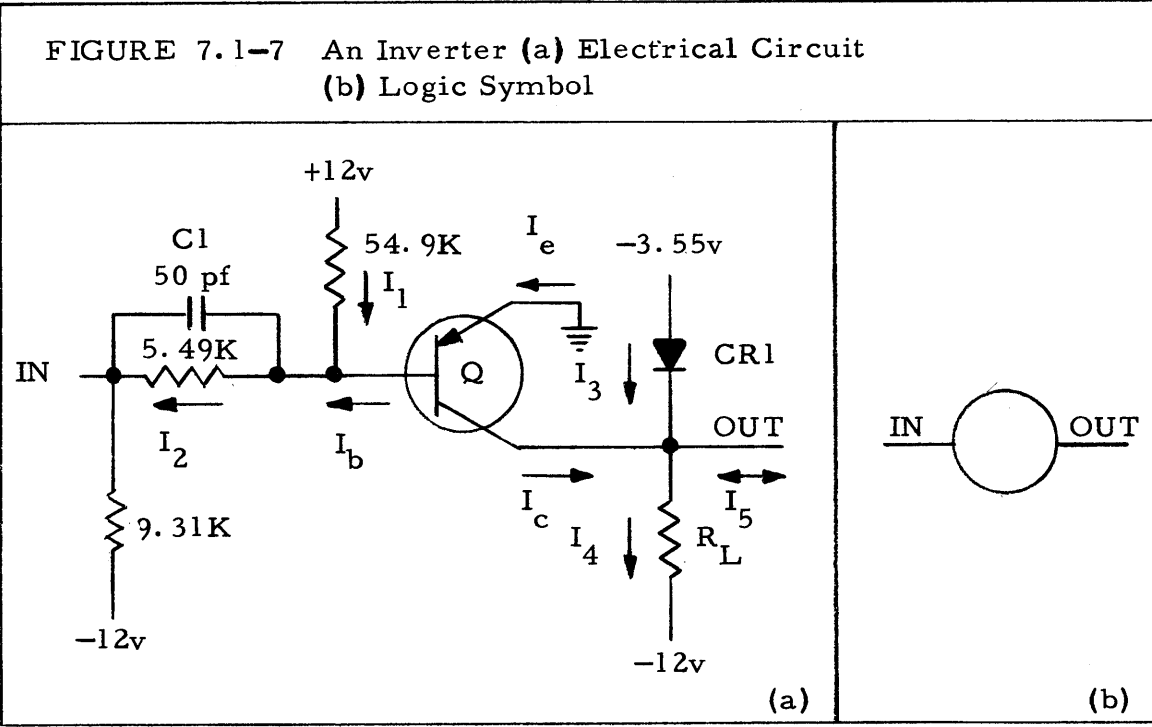 FIGURE 7.1-7 An Inverter (a) Electrical Circuit
(b) Logic Symbol
+12v
C1
50 pf
54.9K
I1
Ie
-3.55v
IN
5.49K
Q
I3
CR1
OUT
I2
Ib
Ic
I4
I5
RL
9.31K
-12v
-12v
(a)
IN
OUT
(b)